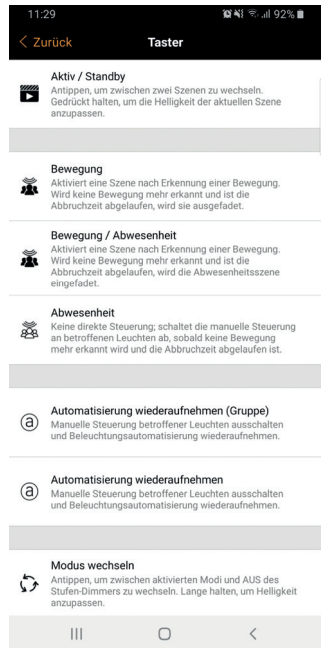 11:29
92%
Zurück
Taster
Aktiv / Standby
Antippen, um zwischen zwei Szenen zu wechseln.
Gedrückt halten, um die Helligkeit der aktuellen Szene
anzupassen.
Bewegung
Aktiviert eine Szene nach Erkennung einer Bewegung.
Wird keine Bewegung mehr erkannt und ist die
Abbruchzeit abgelaufen, wird sie ausgefadet.
Bewegung / Abwesenheit
Aktiviert eine Szene nach Erkennung einer Bewegung.
Wird keine Bewegung mehr erkannt und ist die
Abbruchzeit abgelaufen, wird die Abwesenheitsszene
eingefadet.
Abwesenheit
Keine direkte Steuerung; schaltet die manuelle Steuerung
an betroffenen Leuchten ab, sobald keine Bewegung
mehr erkannt wird und die Abbruchzeit abgelaufen ist.
a
Automatisierung wiederaufnehmen (Gruppe)
Manuelle Steuerung betroffener Leuchten ausschalten
und Beleuchtungsautomatisierung wiederaufnehmen.
a
Automatisierung wiederaufnehmen
Manuelle Steuerung betroffener Leuchten ausschalten
und Beleuchtungsautomatisierung wiederaufnehmen.
Modus wechseln
Antippen, um zwischen aktivierten Modi und AUS des
Stufen-Dimmers zu wechseln. Lange halten, um Helligkeit
anzupassen.